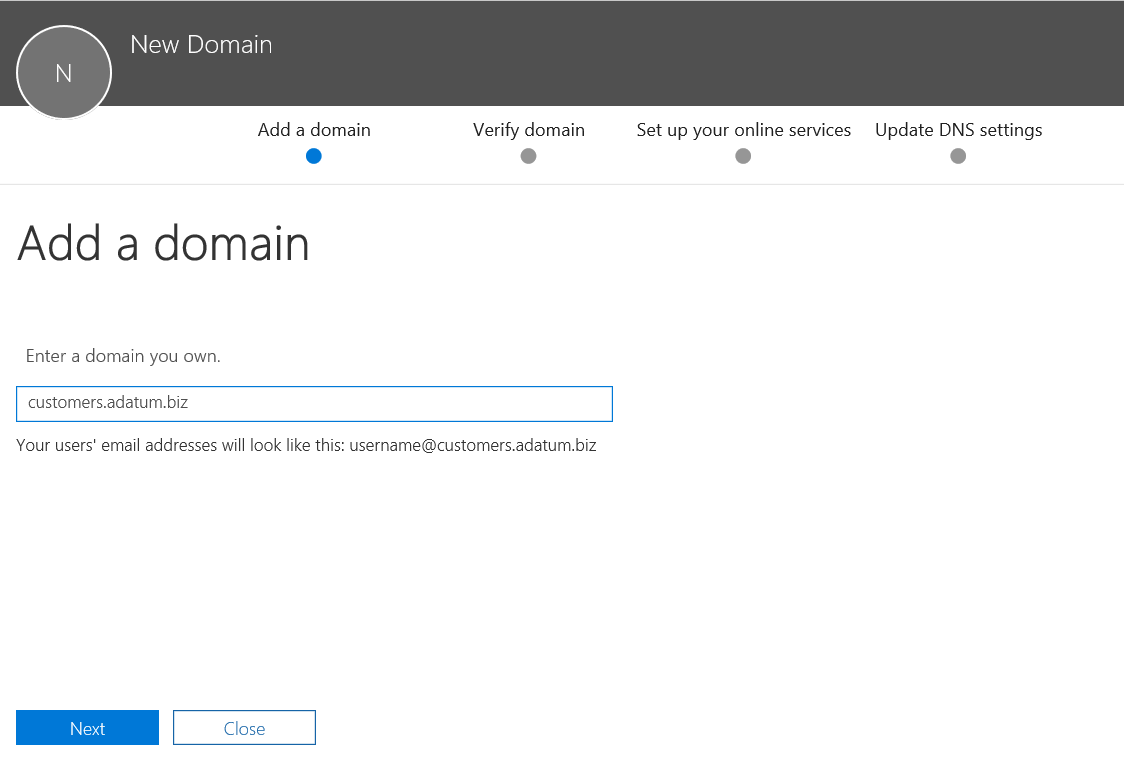 New Domain
N
Add a domain
Verify domain
Set up your online services
Update DNS settings
Add a domain
Enter a domain you own.
customers.adatum.biz
Your users' email addresses will look like this: username@customers.adatum.biz
Next
Close